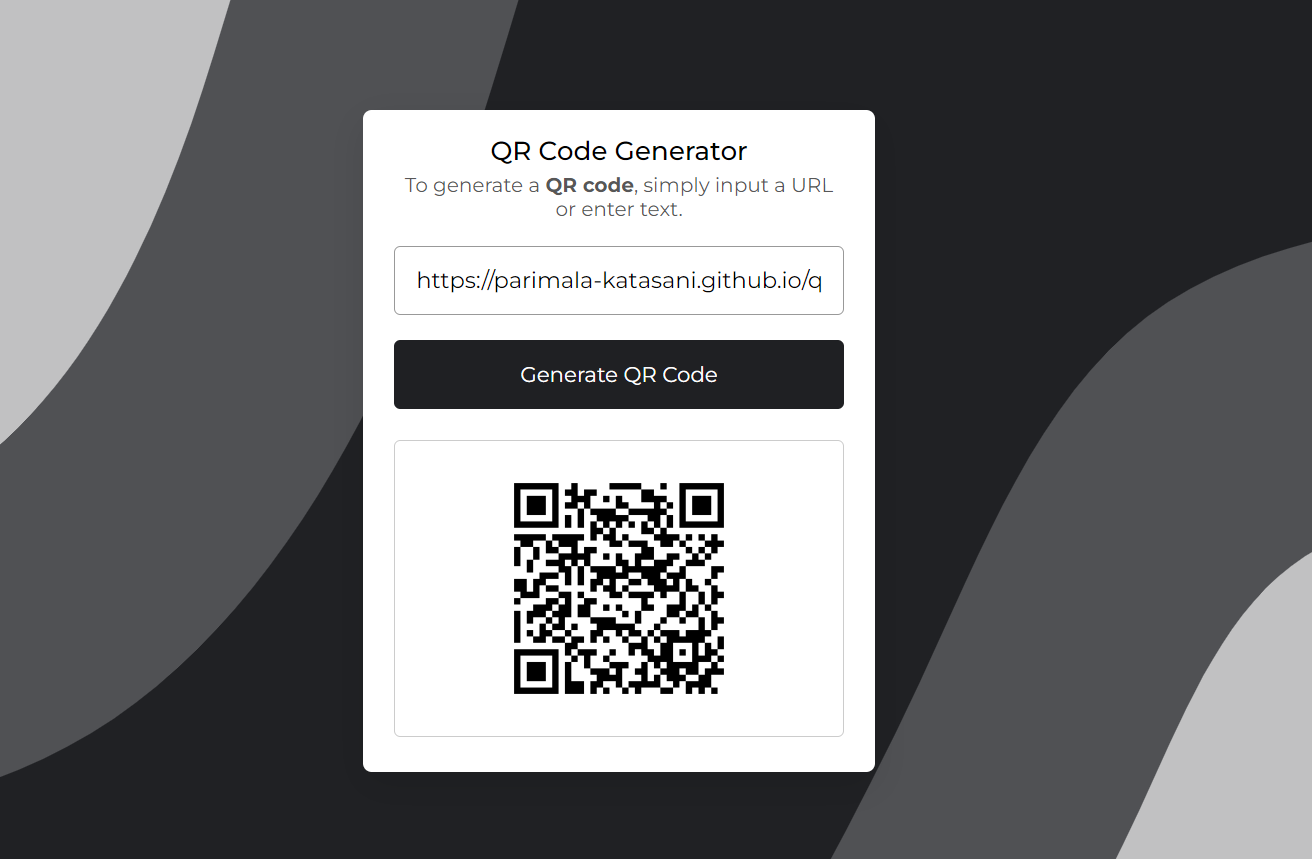 QR Code Generator
To generate a QR code, simply input a URL
or enter text.
https://parimala-katasani.github.io/q
Generate QR Code